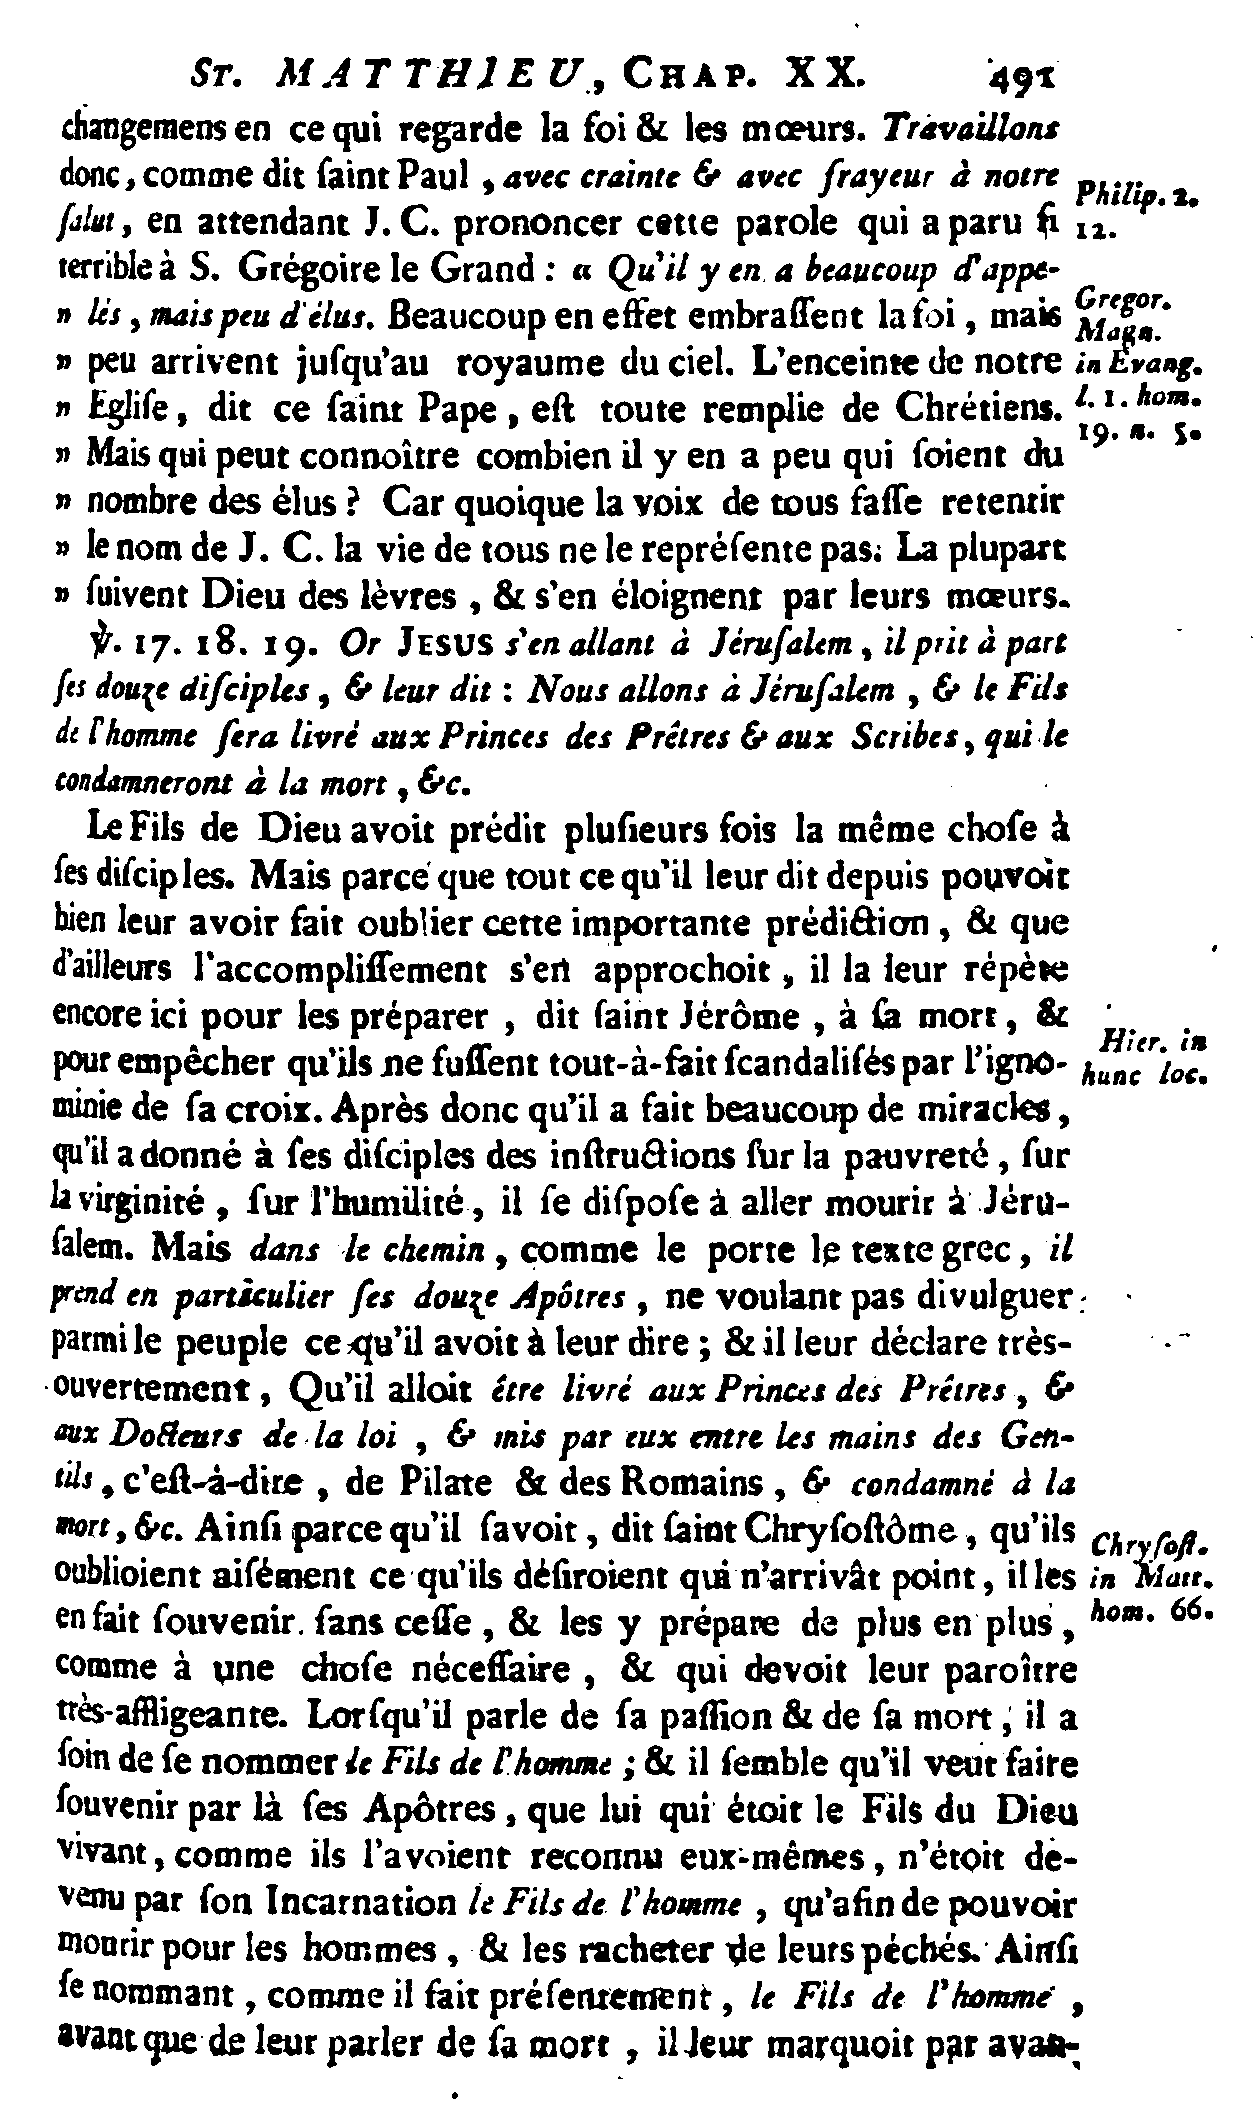 ST. MATTHIEU, CHAP. XX. 491
changemens en ce qui regarde la foi & les mœurs. Travaillons
donc, comme dit ſaint Paul, avec crainte & avec frayeur à notre
ſalut, en attendant J. C. prononcer cette parole qui a paru ſi
terrible à S. Grégoire le Grand : « Qu'il y en a beaucoup d'appe-
» lés, mais peu d'élus. Beaucoup en effet embraſſent la foi, mais
» peu arrivent juſqu'au royaume du ciel. L'enceinte de notre
» Egliſe, dit ce ſaint Pape, eſt toute remplie de Chrétiens.
» Mais qui peut connoître combien il y en a peu qui ſoient du
» nombre des élus ? Car quoique la voix de tous faſſe retentir
» le nom de J. C. la vie de tous ne le repréſente pas. La plupart
» ſuivent Dieu des lèvres, & s'en éloignent par leurs mœurs.
℣. 17. 18. 19. Or JESUS s'en allant à Jéruſalem, il prit à part
ſes douze diſciples, & leur dit : Nous allons à Jéruſalem, & le Fils
de l'homme ſera livré aux Princes des Prêtres & aux Scribes, qui le
condamneront à la mort, &c.
Le Fils de Dieu avoit prédit pluſieurs fois la même choſe à
ſes diſciples. Mais parce que tout ce qu'il leur dit depuis pouvoit
bien leur avoir fait oublier cette importante prédiction, & que
d'ailleurs l'accompliſſement s'en approchoit, il la leur répète
encore ici pour les préparer, dit ſaint Jérôme, à ſa mort, &
pour empêcher qu'ils ne fuſſent tout-à-fait ſcandaliſés par l'igno-
minie de ſa croix. Après donc qu'il a fait beaucoup de miracles,
qu'il a donné à ſes diſciples des inſtructions ſur la pauvreté, ſur
la virginité, ſur l'humilité, il ſe diſpoſe à aller mourir à Jéru-
ſalem. Mais dans le chemin, comme le porte le texte grec, il
prend en particulier ſes douze Apôtres, ne voulant pas divulguer
parmi le peuple ce qu'il avoit à leur dire ; & il leur déclare très-
ouvertement, Qu'il alloit être livré aux Princes des Prêtres, &
aux Docteurs de la loi, & mis par eux entre les mains des Gen-
tils, c'eſt-à-dire, de Pilate & des Romains, & condamné à la
mort, &c. Ainſi parce qu'il ſavoit, dit ſaint Chryſoſtôme, qu'ils
oublioient aiſément ce qu'ils déſiroient qui n'arrivât point, il les
en fait ſouvenir ſans ceſſe, & les y prépare de plus en plus,
comme à une choſe néceſſaire, & qui devoit leur paroître
très-affligeante. Lorſqu'il parle de ſa paſſion & de ſa mort, il a
ſoin de ſe nommer le Fils de l'homme ; & il ſemble qu'il veut faire
ſouvenir par là ſes Apôtres, que lui qui étoit le Fils du Dieu
vivant, comme ils l'avoient reconnu eux-mêmes, n'étoit de-
venu par ſon Incarnation le Fils de l'homme, qu'afin de pouvoir
mourir pour les hommes, & les racheter de leurs péchés. Ainſi
ſe nommant, comme il fait préſentement, le Fils de l'homme,
avant que de leur parler de ſa mort, il leur marquoit par avan-
Philip. 2.
12.
Gregor.
Magn.
in Evang.
l. 1. hom.
19. n. 5.
Hier. in
hunc loc.
Chryſoſt.
in Matt.
hom. 66.